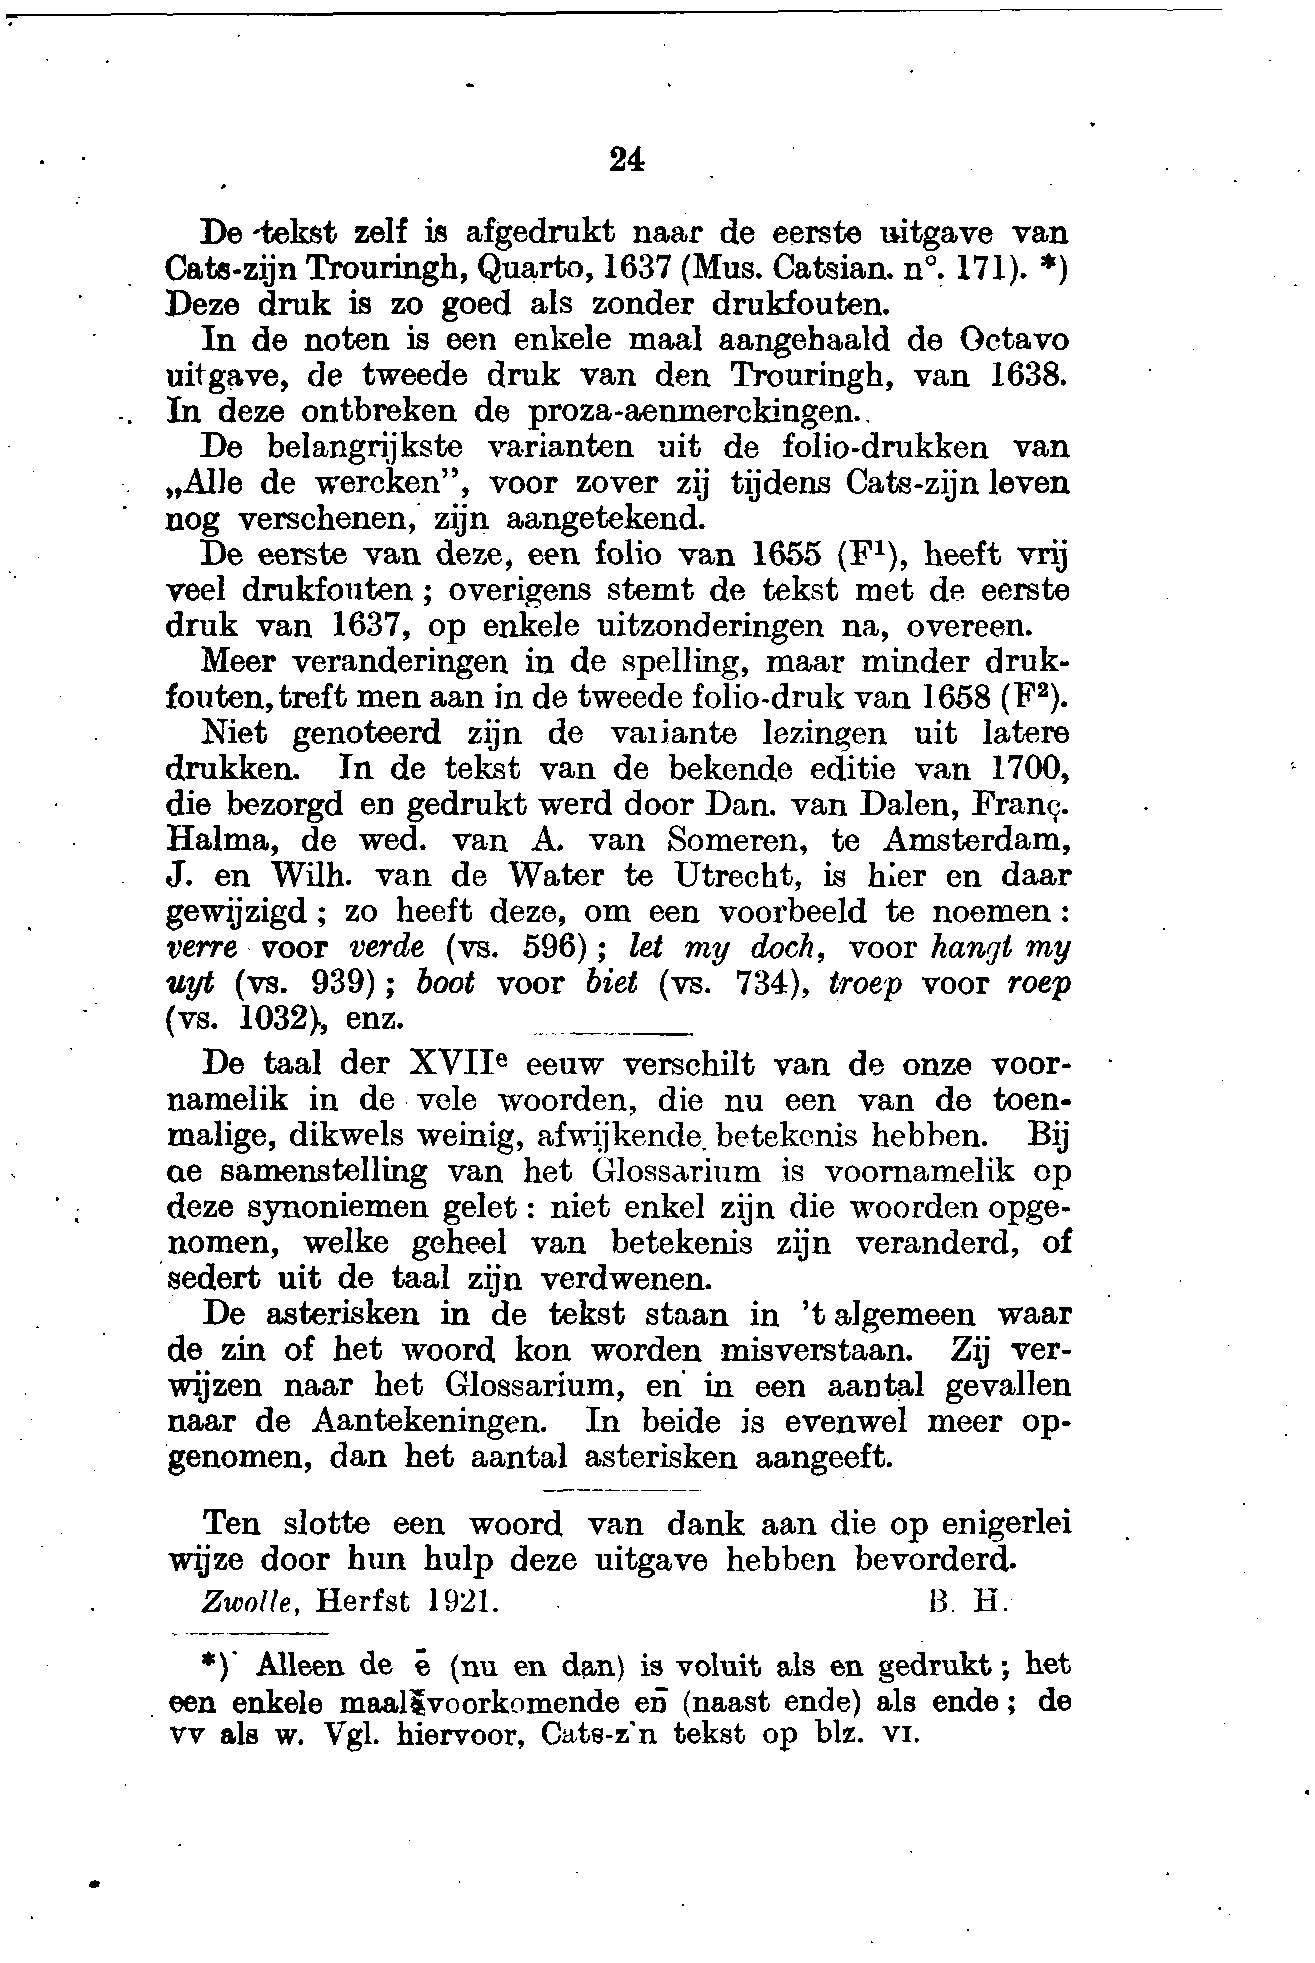 24
De tekst zelf is afgedrukt naar de eerste uitgave van
Cats-zijn Trouringh, Quarto, 1637 (Mus. Catsian. n°. 171). *)
Deze druk is zo goed als zonder drukfouten.
In de noten is een enkele maal aangehaald de Octavo
uitgave, de tweede druk van den Trouringh, van 1638.
In deze ontbreken de proza-aenmerckingen.
De belangrijkste varianten uit de folio-drukken van
„Alle de wercken”, voor zover zij tijdens Cats-zijn leven
nog verschenen, zijn aangetekend.
De eerste van deze, een folio van 1655 (F¹), heeft vrij
veel drukfouten ; overigens stemt de tekst met de eerste
druk van 1637, op enkele uitzonderingen na, overeen.
Meer veranderingen in de spelling, maar minder druk-
fouten, treft men aan in de tweede folio-druk van 1658 (F²).
Niet genoteerd zijn de variante lezingen uit latere
drukken. In de tekst van de bekende editie van 1700,
die bezorgd en gedrukt werd door Dan. van Dalen, Franç.
Halma, de wed. van A. van Someren, te Amsterdam,
J. en Wilh. van de Water te Utrecht, is hier en daar
gewijzigd ; zo heeft deze, om een voorbeeld te noemen :
verre voor verde (vs. 596) ; let my doch, voor hangt my
uyt (vs. 939) ; boot voor biet (vs. 734), troep voor roep
(vs. 1032), enz.
De taal der XVIIe eeuw verschilt van de onze voor-
namelik in de vele woorden, die nu een van de toen-
malige, dikwels weinig, afwijkende betekenis hebben. Bij
de samenstelling van het Glossarium is voornamelik op
deze synoniemen gelet : niet enkel zijn die woorden opge-
nomen, welke geheel van betekenis zijn veranderd, of
sedert uit de taal zijn verdwenen.
De asterisken in de tekst staan in 't algemeen waar
de zin of het woord kon worden misverstaan. Zij ver-
wijzen naar het Glossarium, en in een aantal gevallen
naar de Aantekeningen. In beide is evenwel meer op-
genomen, dan het aantal asterisken aangeeft.
Ten slotte een woord van dank aan die op enigerlei
wijze door hun hulp deze uitgave hebben bevorderd.
Zwolle, Herfst 1921. B. H.
*) Alleen de ē (nu en dan) is voluit als en gedrukt ; het
een enkele maal voorkomende en̄ (naast ende) als ende ; de
vv als w. Vgl. hiervoor, Cats-z'n tekst op blz. VI.